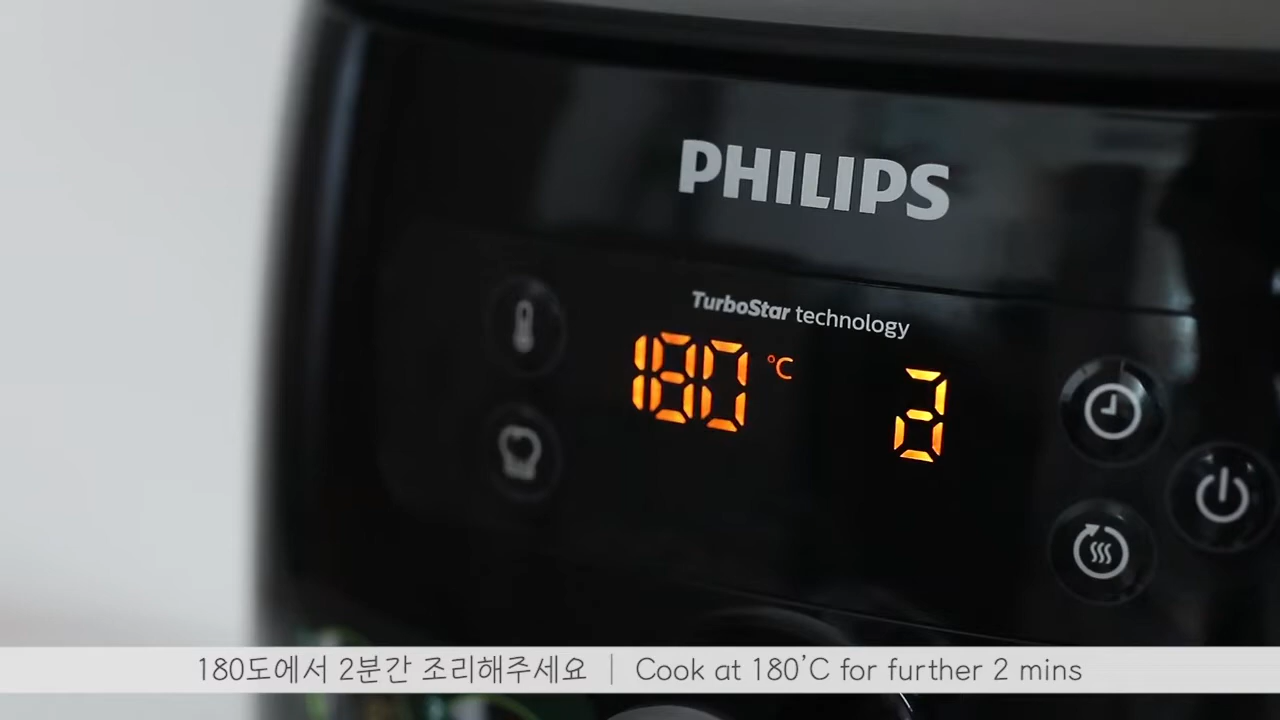 PHILIPS
TurboStar technology
180 °C 2
180도에서 2분간 조리해주세요 | Cook at 180'C for further 2 mins